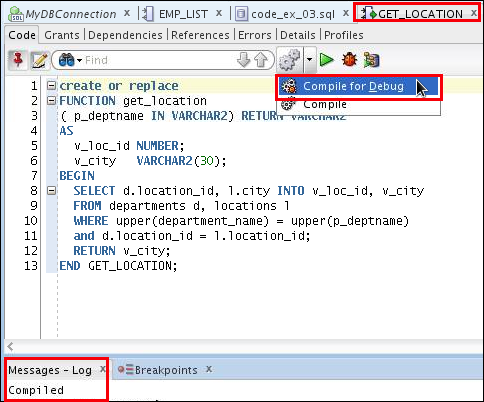 MyDBConnection x EMP_LIST x code_ex_03.sql x GET_LOCATION x
Code Grants Dependencies References Errors Details Profiles
Find
Compile for Debug
Compile
1 create or replace
2 FUNCTION get_location
3 ( p_deptname IN VARCHAR2) RETURN VARCHAR2
4 AS
5 v_loc_id NUMBER;
6 v_city VARCHAR2(30);
7 BEGIN
8 SELECT d.location_id, l.city INTO v_loc_id, v_city
9 FROM departments d, locations l
10 WHERE upper(department_name) = upper(p_deptname)
11 and d.location_id = l.location_id;
12 RETURN v_city;
13 END GET_LOCATION;
Messages - Log x Breakpoints x
Compiled